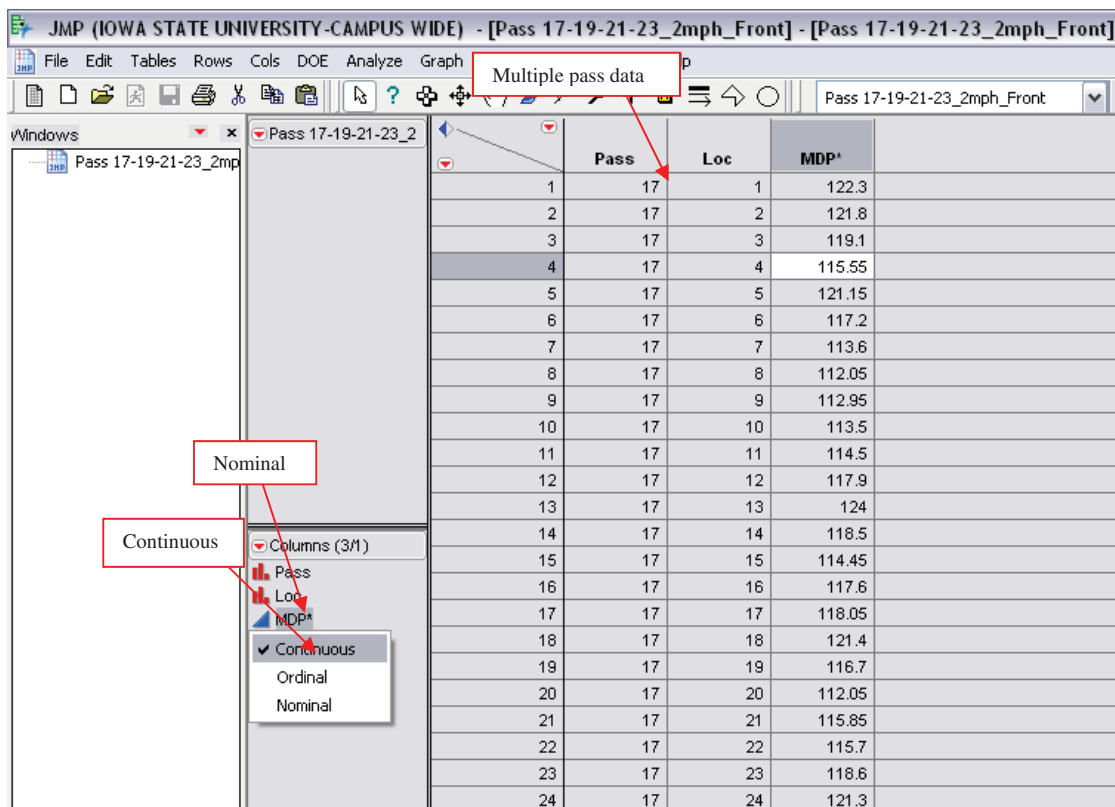 JMP (IOWA STATE UNIVERSITY-CAMPUS WIDE) - [Pass 17-19-21-23_2mph_Front] - [Pass 17-19-21-23_2mph_Front]
File Edit Tables Rows Cols DOE Analyze Graph
Multiple pass data
Pass 17-19-21-23_2mph_Front
Windows
Pass 17-19-21-23_2mp
Pass 17-19-21-23_2
Pass Loc MDP*
1 17 1 122.3
2 17 2 121.8
3 17 3 119.1
4 17 4 115.55
5 17 5 121.15
6 17 6 117.2
7 17 7 113.6
8 17 8 112.05
9 17 9 112.95
10 17 10 113.5
11 17 11 114.5
12 17 12 117.9
13 17 13 124
14 17 14 118.5
15 17 15 114.45
16 17 16 117.6
17 17 17 118.05
18 17 18 121.4
19 17 19 116.7
20 17 20 112.05
21 17 21 115.85
22 17 22 115.7
23 17 23 118.6
24 17 24 121.3
Nominal
Continuous
Columns (3/1)
Pass
Loc
MDP*
Continuous
Ordinal
Nominal